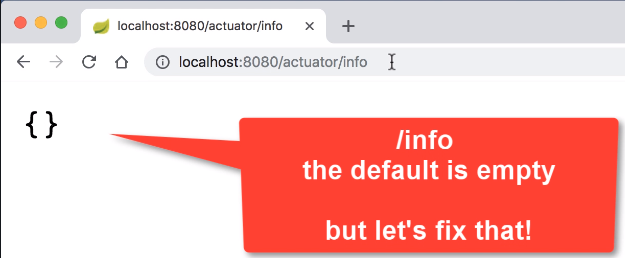 localhost:8080/actuator/info
localhost:8080/actuator/info
{}
/info
the default is empty
but let's fix that!